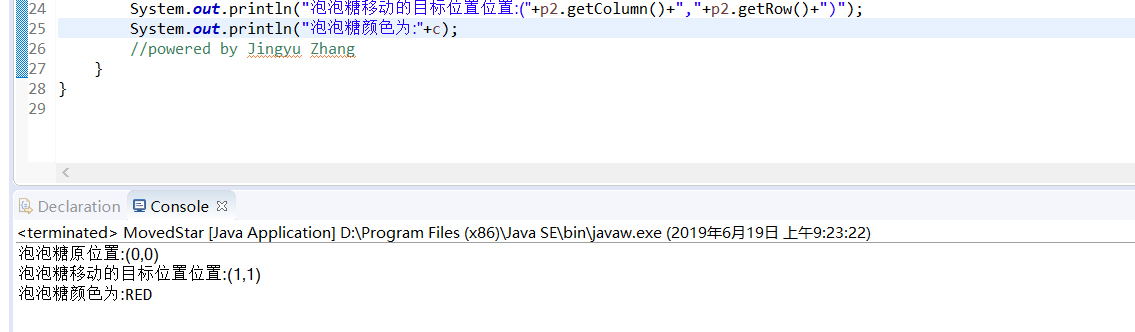 24 System.out.println("泡泡糖移动的目标位置位置:("+p2.getColumn()+","+p2.getRow()+")");
25 System.out.println("泡泡糖颜色为:"+c);
26 //powered by Jingyu Zhang
27 }
28 }
29
<
Declaration Console
<terminated> MovedStar [Java Application] D:\Program Files (x86)\Java SE\bin\javaw.exe (2019年6月19日 上午9:23:22)
泡泡糖原位置:(0,0)
泡泡糖移动的目标位置位置:(1,1)
泡泡糖颜色为:RED